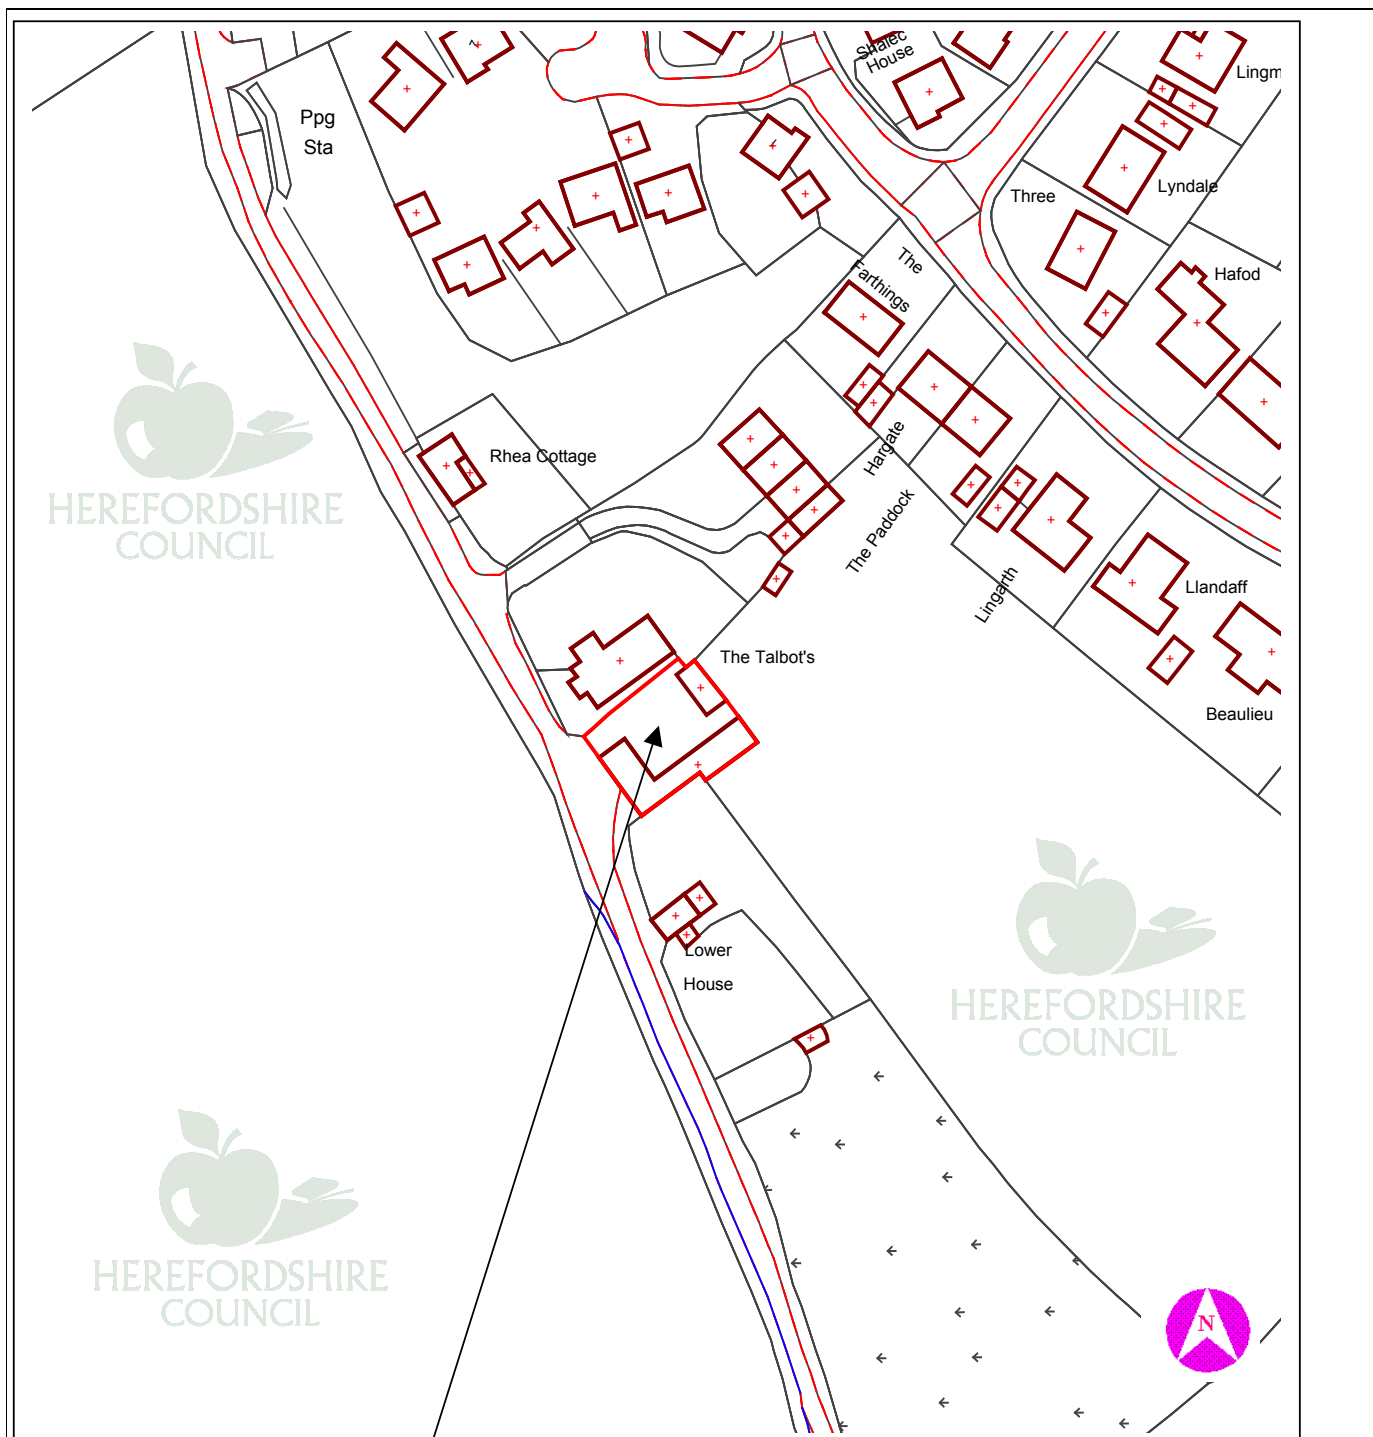 Shalec
House
Lingm
Ppg
Sta
Three
Lyndale
The
Farthings
Hafod
Rhea Cottage
Hargate
The Paddock
HEREFORDSHIRE
COUNCIL
Lingarth
Llandaff
The Talbot's
Beaulieu
Lower
House
HEREFORDSHIRE
COUNCIL
HEREFORDSHIRE
COUNCIL
N